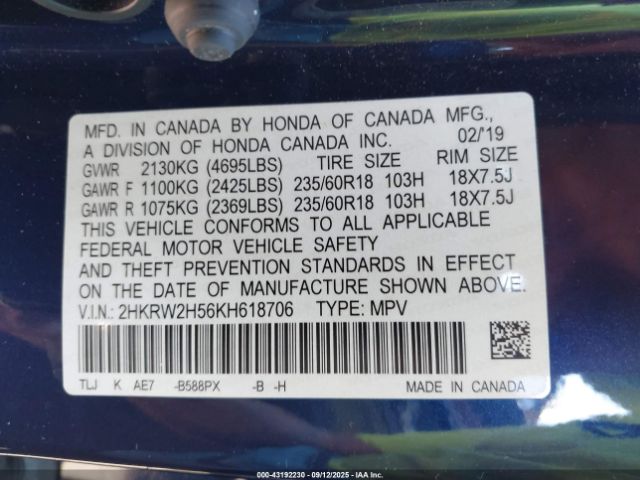 MFD. IN CANADA BY HONDA OF CANADA MFG.,
A DIVISION OF HONDA CANADA INC. 02/'19
GVWR 2130KG (4695LBS) TIRE SIZE RIM SIZE
GAWR F 1100KG (2425LBS) 235/60R18 103H 18X7.5J
GAWR R 1075KG (2369LBS) 235/60R18 103H 18X7.5J
THIS VEHICLE CONFORMS TO ALL APPLICABLE
FEDERAL MOTOR VEHICLE SAFETY
AND THEFT PREVENTION STANDARDS IN EFFECT
ON THE DATE OF MANUFACTURE SHOWN ABOVE.
V.I.N.: 2HKRW2H56KH618706 TYPE: MPV
TLJ K AE7 -B588PX -B -H MADE IN CANADA
000-43192230 - 09/12/2025 - IAA Inc.